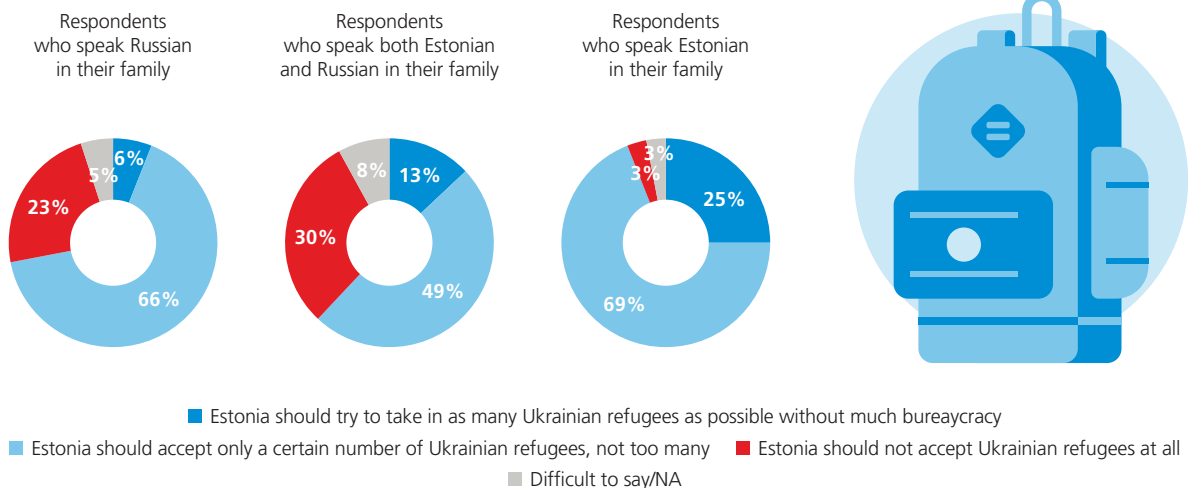 Respondents
who speak Russian
in their family
Respondents
who speak both Estonian
and Russian in their family
Respondents
who speak Estonian
in their family
6%
5%
23%
66%
13%
8%
30%
49%
3%
3%
25%
69%
Estonia should try to take in as many Ukrainian refugees as possible without much bureaycracy
Estonia should accept only a certain number of Ukrainian refugees, not too many
Estonia should not accept Ukrainian refugees at all
Difficult to say/NA